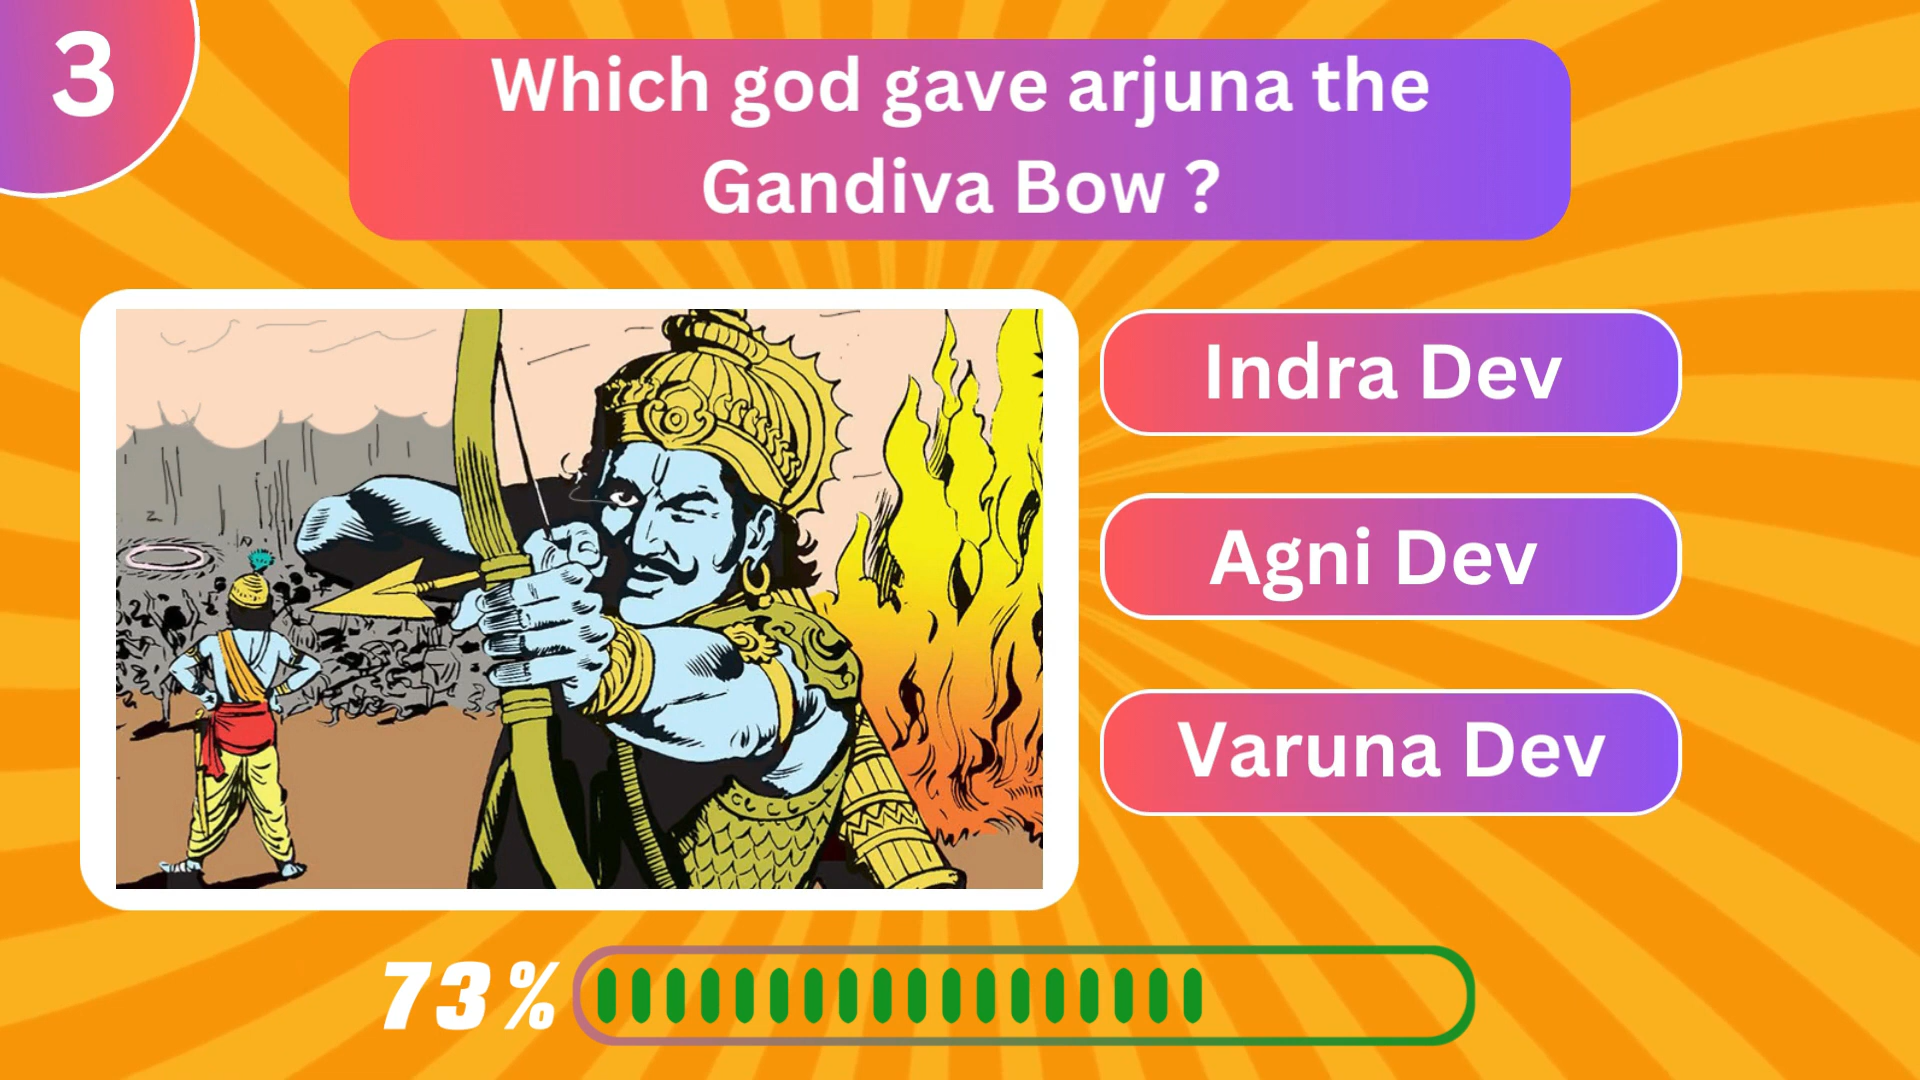 3
Which god gave arjuna the
Gandiva Bow ?
Indra Dev
Agni Dev
Varuna Dev
73%